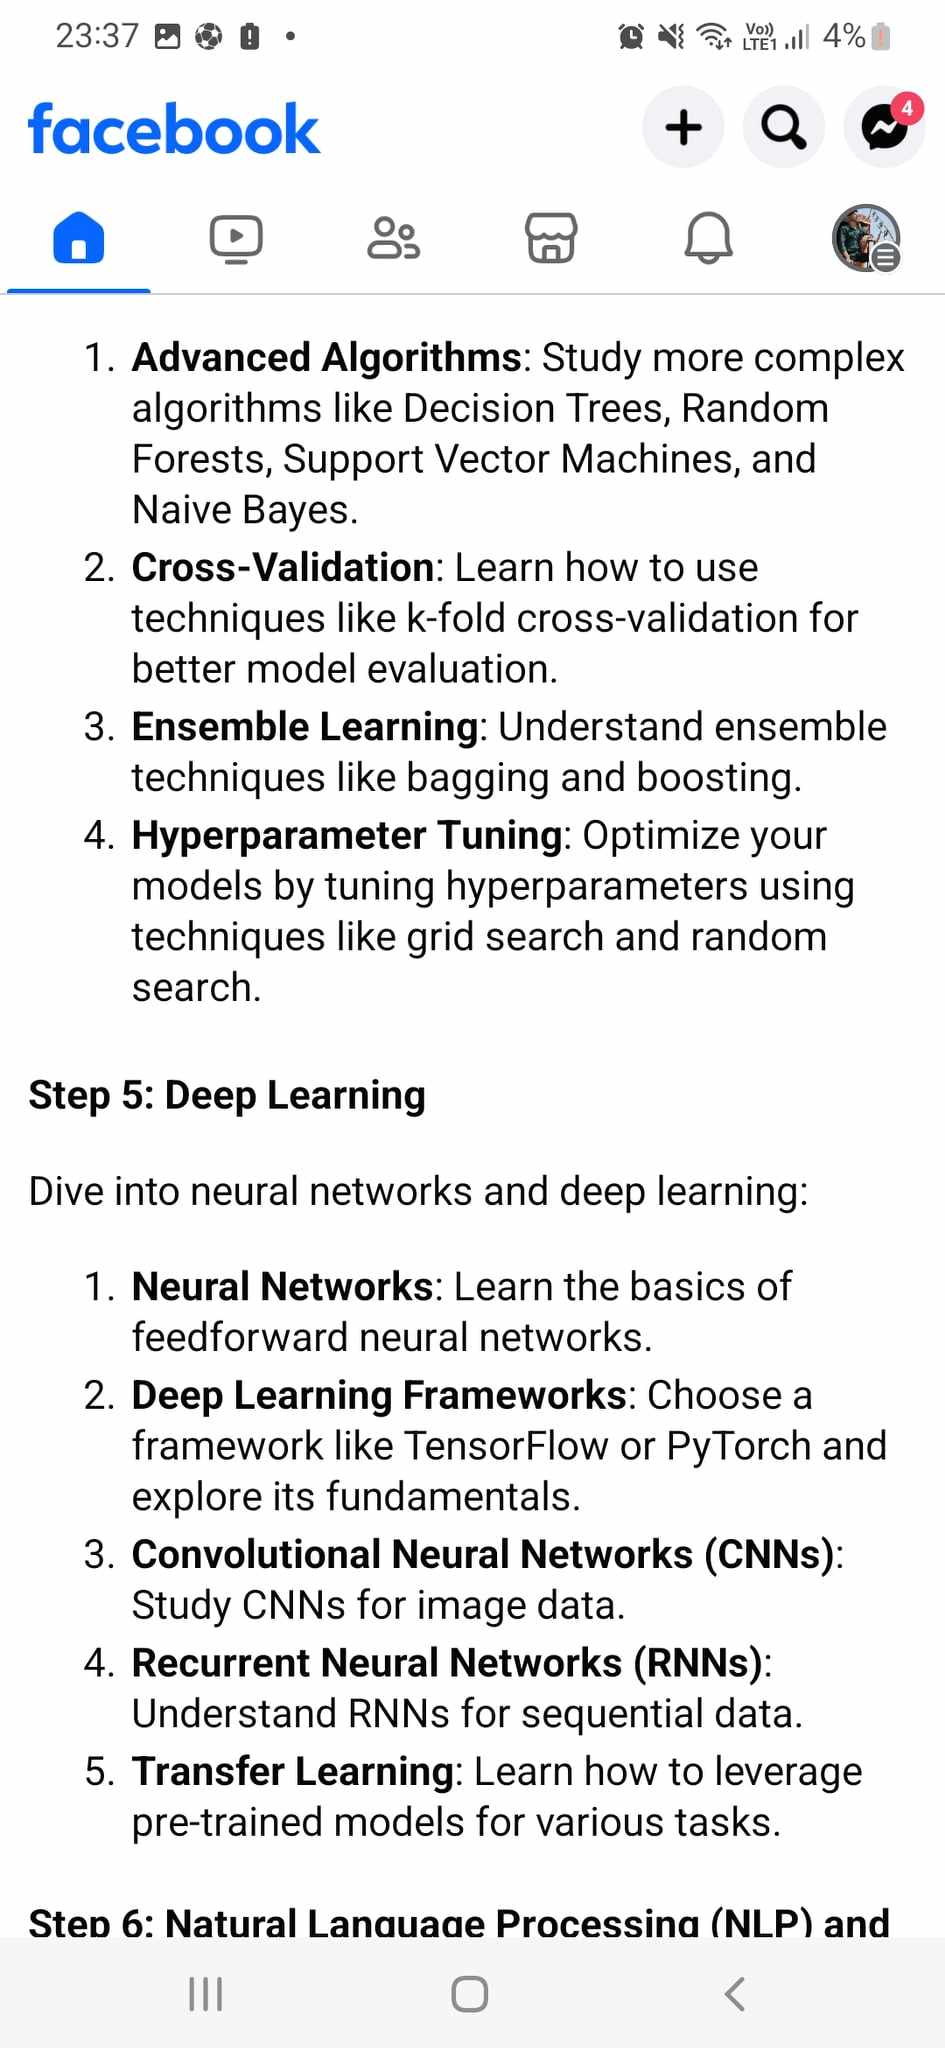 23:37
Vo))
LTE1
4%
facebook
4
1. Advanced Algorithms: Study more complex
algorithms like Decision Trees, Random
Forests, Support Vector Machines, and
Naive Bayes.
2. Cross-Validation: Learn how to use
techniques like k-fold cross-validation for
better model evaluation.
3. Ensemble Learning: Understand ensemble
techniques like bagging and boosting.
4. Hyperparameter Tuning: Optimize your
models by tuning hyperparameters using
techniques like grid search and random
search.
Step 5: Deep Learning
Dive into neural networks and deep learning:
1. Neural Networks: Learn the basics of
feedforward neural networks.
2. Deep Learning Frameworks: Choose a
framework like TensorFlow or PyTorch and
explore its fundamentals.
3. Convolutional Neural Networks (CNNs):
Study CNNs for image data.
4. Recurrent Neural Networks (RNNs):
Understand RNNs for sequential data.
5. Transfer Learning: Learn how to leverage
pre-trained models for various tasks.
Step 6: Natural Language Processing (NLP) and